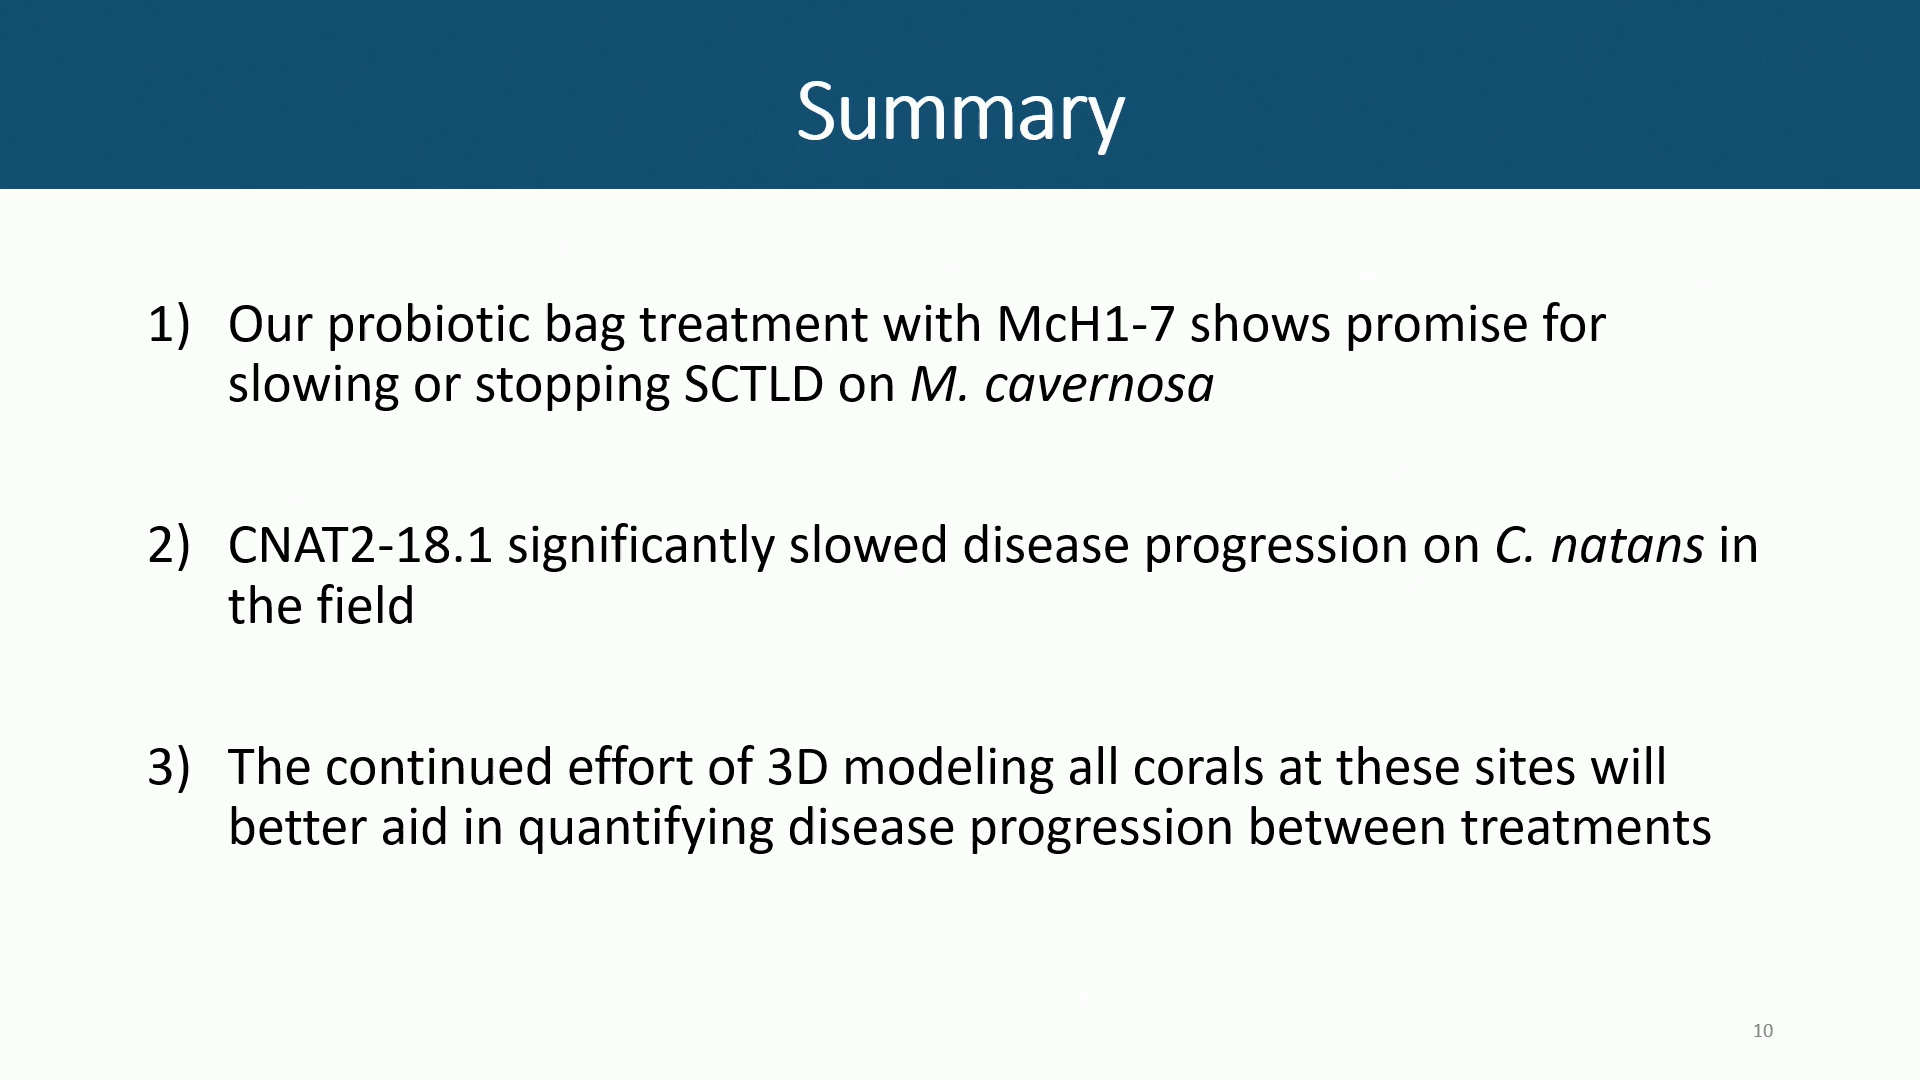 Summary
1) Our probiotic bag treatment with McH1-7 shows promise for
slowing or stopping SCTLD on M. cavernosa
2) CNAT2-18.1 significantly slowed disease progression on C. natans in
the field
3) The continued effort of 3D modeling all corals at these sites will
better aid in quantifying disease progression between treatments
10